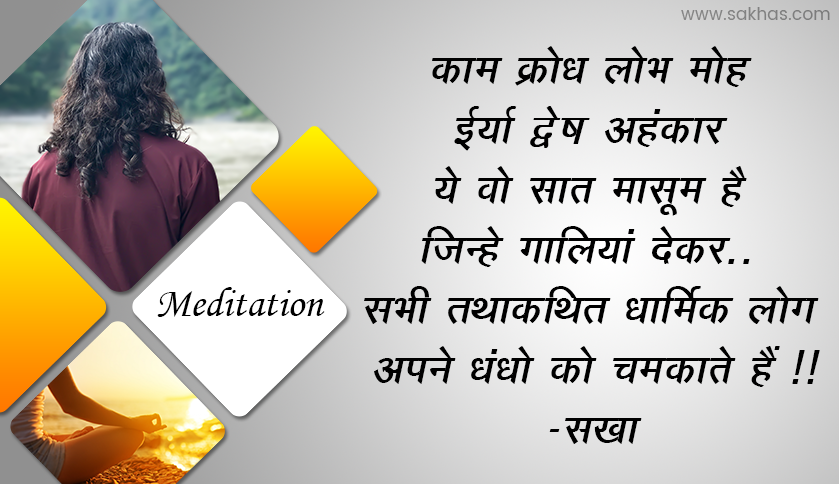 www.sakhas.com
काम क्रोध लोभ मोह
ईर्या द्वेष अहंकार
ये वो सात मासूम है
जिन्हे गालियां देकर..
सभी तथाकथित धार्मिक लोग
अपने धंधो को चमकाते हैं !!
-सखा
Meditation